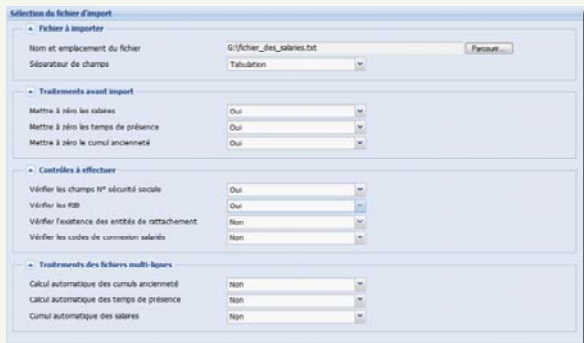 Sélection du fichier d'import
Fichier à importer
Nom et emplacement du fichier G:\fichier_des_salaries.txt Parcourir...
Séparateur de champs Tabulation
Traitements avant import
Mettre à zéro les salaires Oui
Mettre à zéro les temps de présence Oui
Mettre à zéro le cumul ancienneté Oui
Contrôles à effectuer
Vérifier les champs N° sécurité sociale Oui
Vérifier les RIB Oui
Vérifier l'existence des entités de rattachement Non
Vérifier les codes de connexion salariés Non
Traitements des fichiers multi-lignes
Calcul automatique des cumuls ancienneté Non
Calcul automatique des temps de présence Non
Cumul automatique des salaires Non